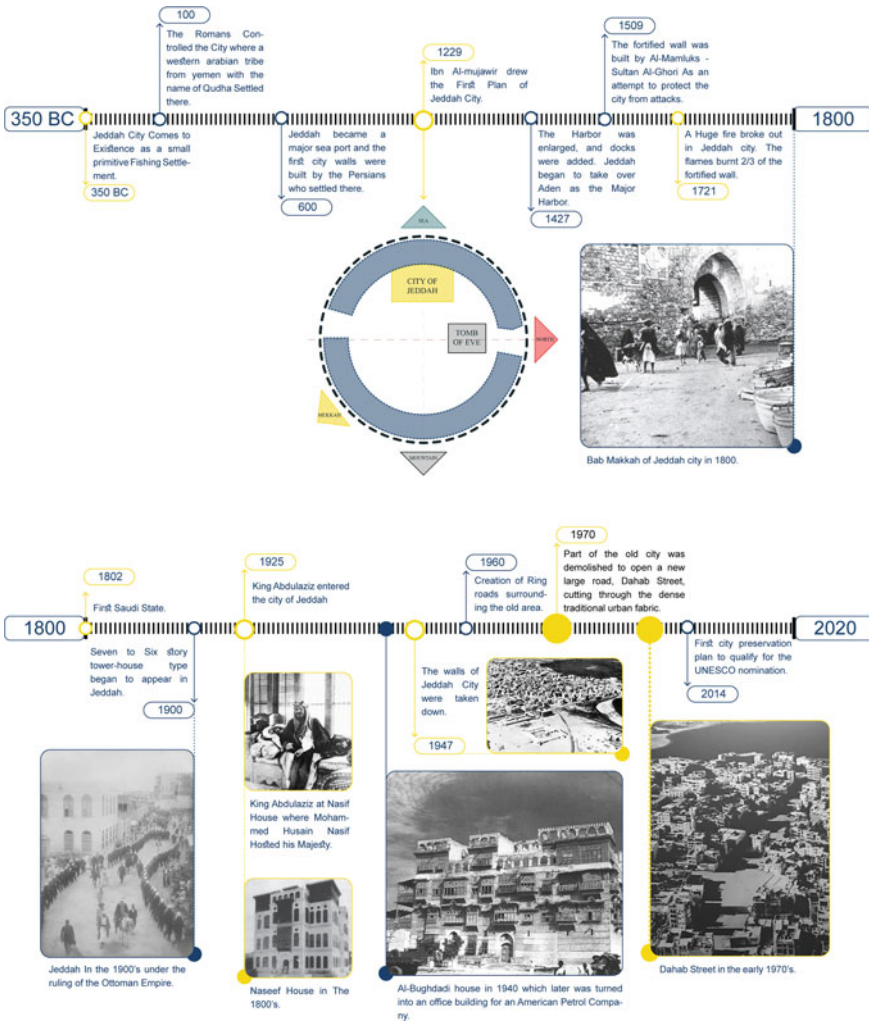 100
The Romans Con-
trolled the City where a
western arabian tribe
from yemen with the
name of Qudha Settled
there.
1229
Ibn Al-mujawir drew
the First Plan of
Jeddah City.
1509
The fortified wall was
built by Al-Mamluks -
Sultan Al-Ghori As an
attempt to protect the
city from attacks.
350 BC
1800
Jeddah City Comes to
Existence as a small
primitive Fishing Settle-
ment.
350 BC
Jeddah became a
major sea port and the
first city walls were
built by the Persians
who settled there.
600
The Harbor was
enlarged, and docks
were added. Jeddah
began to take over
Aden as the Major
Harbor.
1427
A Huge fire broke out
in Jeddah city. The
flames burnt 2/3 of the
fortified wall.
1721
SEA
CITY OF
JEDDAH
TOMB
OF EVE
NORTH
MEKKAH
MOUNTAIN
Bab Makkah of Jeddah city in 1800.
1802
First Saudi State.
1925
King Abdulaziz entered
the city of Jeddah
1960
Creation of Ring
roads surround-
ing the old area.
1970
Part of the old city was
demolished to open a new
large road, Dahab Street,
cutting through the dense
traditional urban fabric.
1800
2020
Seven to Six story
tower-house type
began to appear in
Jeddah.
1900
The walls of
Jeddah City
were taken
down.
1947
First city preservation
plan to qualify for the
UNESCO nomination.
2014
King Abdulaziz at Nasif
House where Moham-
med Husain Nasif
Hosted his Majesty.
Jeddah In the 1900's under the
ruling of the Ottoman Empire.
Naseef House in The
1800's.
Al-Bughdadi house in 1940 which later was turned
into an office building for an American Petrol Compa-
ny.
Dahab Street in the early 1970's.